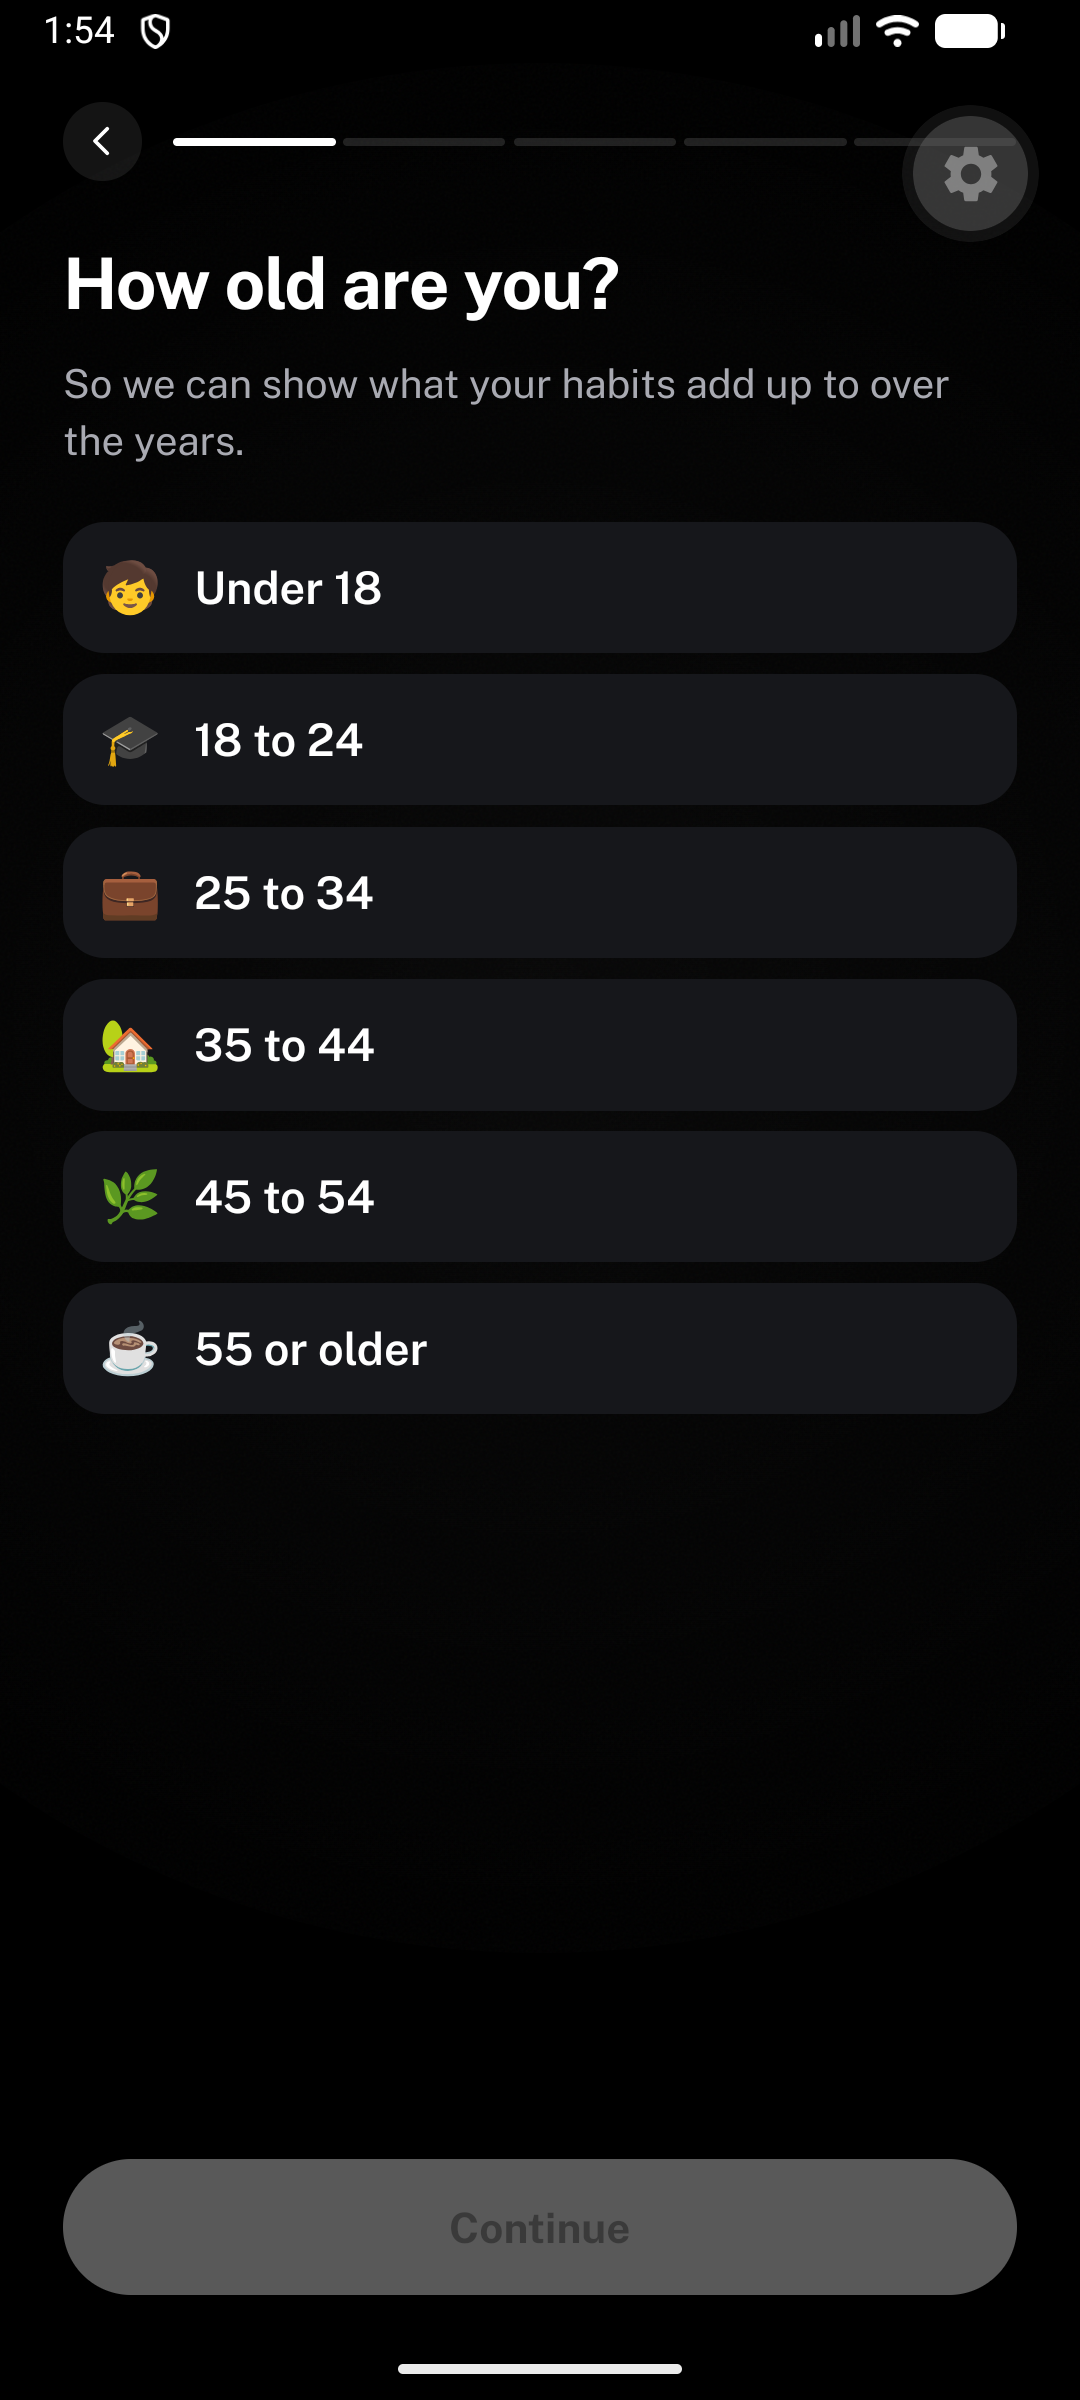 1:54
How old are you?
So we can show what your habits add up to over
the years.
Under 18
18 to 24
25 to 34
35 to 44
45 to 54
55 or older
Continue